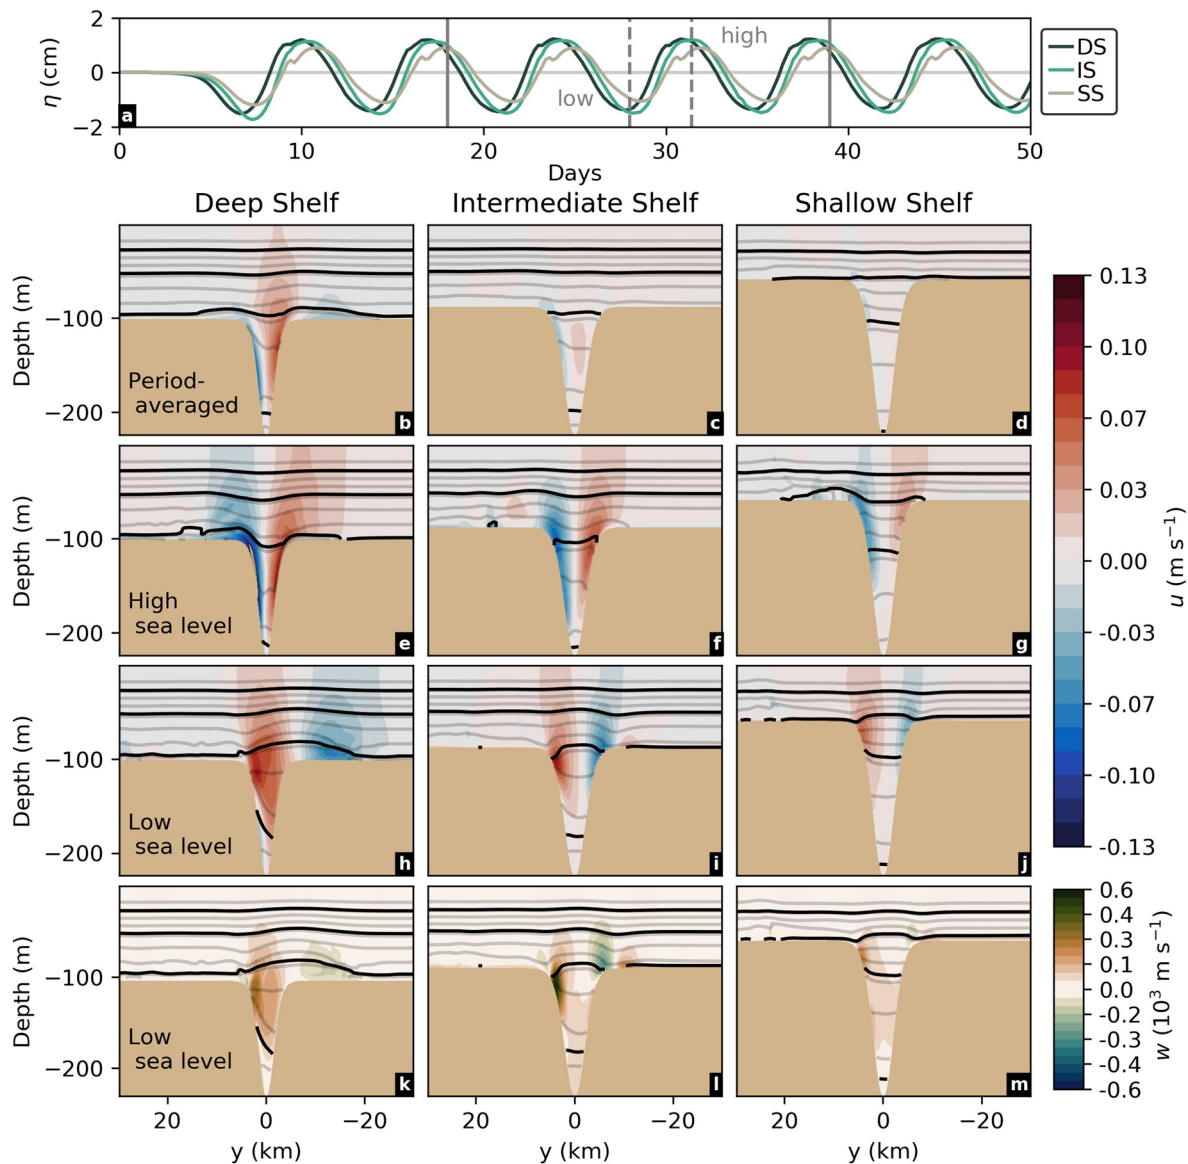 2
0
−2
η (cm)
high
low
a
DS
IS
SS
0
10
20
30
40
50
Days
Deep Shelf
Intermediate Shelf
Shallow Shelf
Depth (m)
−100
−200
Period-
averaged
b
c
d
Depth (m)
−100
−200
High
sea level
e
f
g
Depth (m)
−100
−200
Low
sea level
h
i
j
Depth (m)
−100
−200
Low
sea level
k
l
m
20
0
−20
20
0
−20
20
0
−20
y (km)
y (km)
y (km)
0.13
0.10
0.07
0.03
0.00
-0.03
-0.07
-0.10
-0.13
u (m s⁻¹)
0.6
0.4
0.3
0.1
0.0
-0.2
-0.3
-0.4
-0.6
w (10³ m s⁻¹)